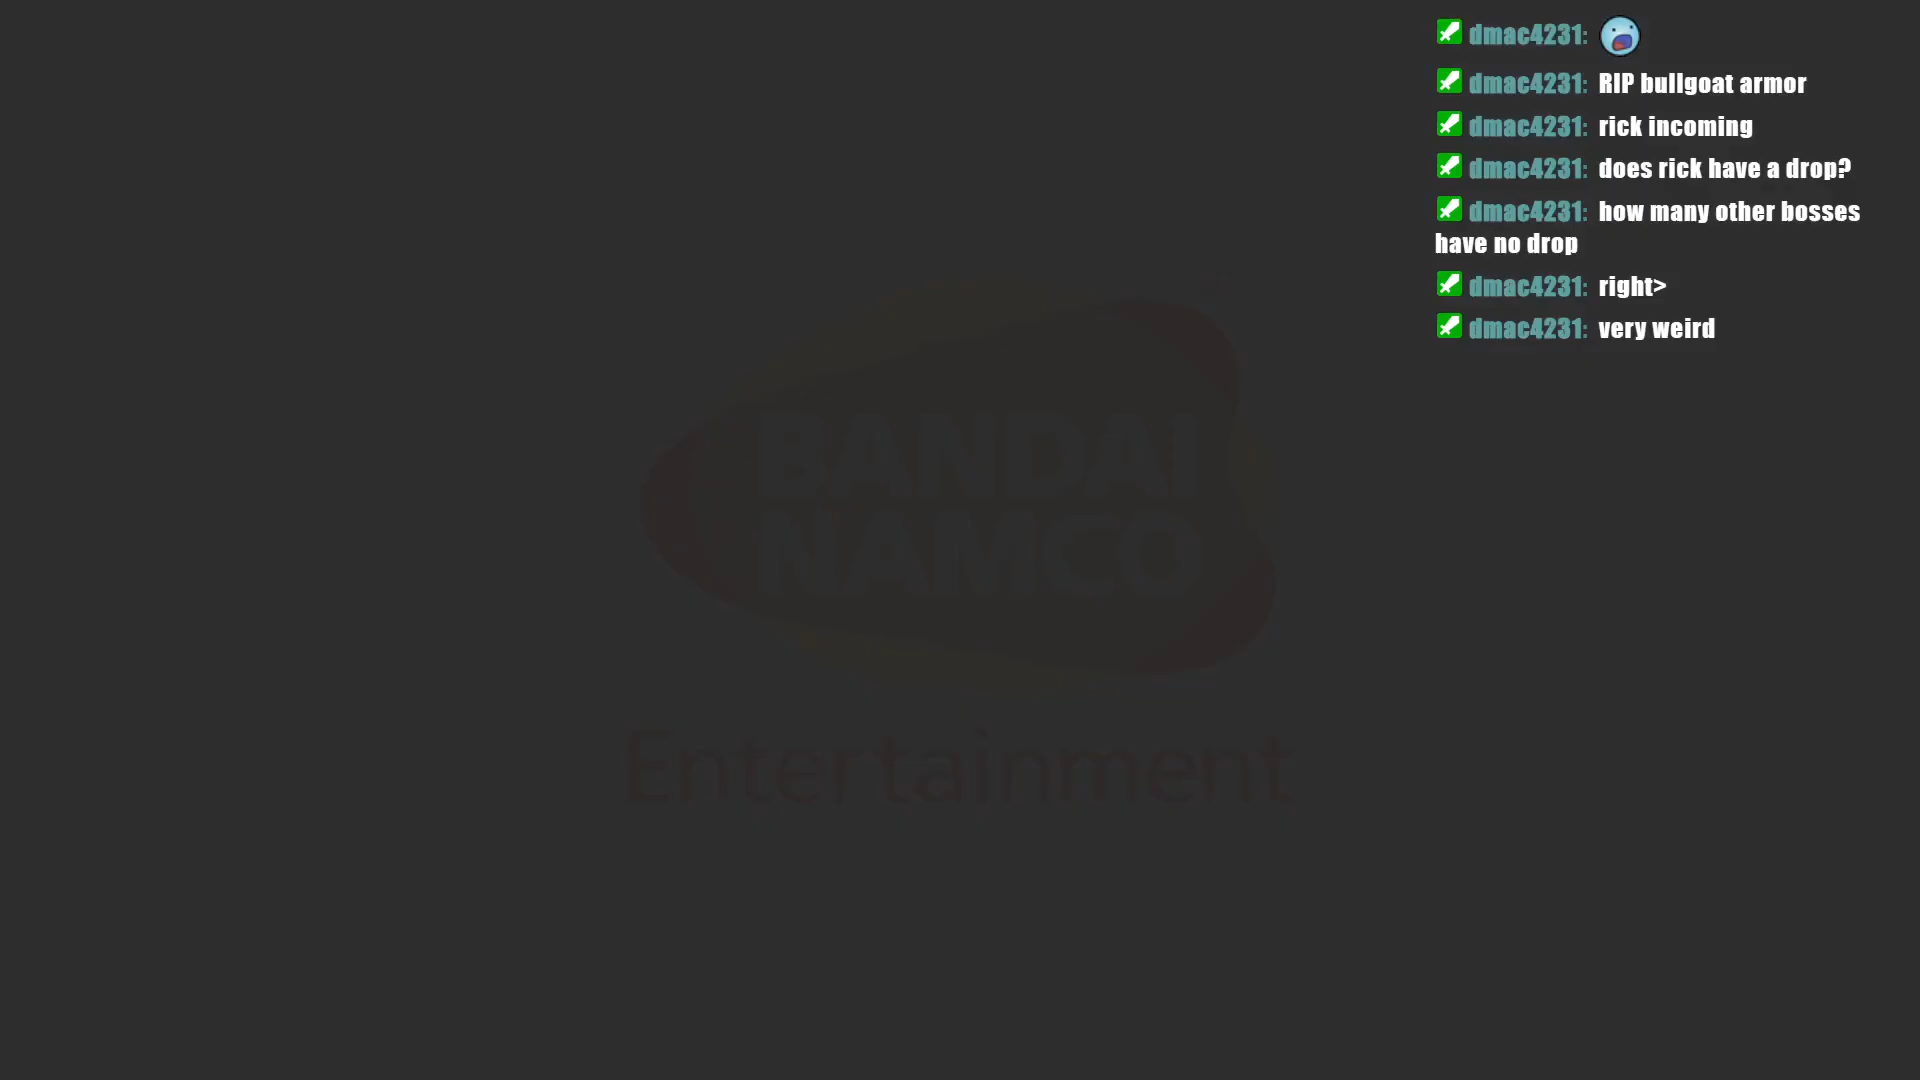 dmac4231:
dmac4231: RIP bullgoat armor
dmac4231: rick incoming
dmac4231: does rick have a drop?
dmac4231: how many other bosses
have no drop
dmac4231: right>
dmac4231: very weird
BANDAI
NAMCO
Entertainment